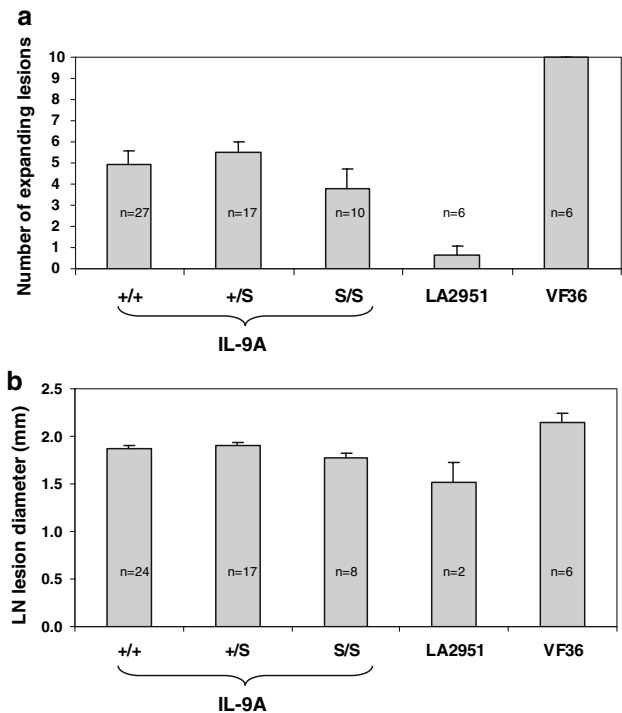 a
Number of expanding lesions
10
9
8
7
6
5
4
3
2
1
0
n=27
n=17
n=10
n=6
n=6
+/+
+/S
S/S
LA2951
VF36
IL-9A
b
LN lesion diameter (mm)
2.5
2.0
1.5
1.0
0.5
0.0
n=24
n=17
n=8
n=2
n=6
+/+
+/S
S/S
LA2951
VF36
IL-9A